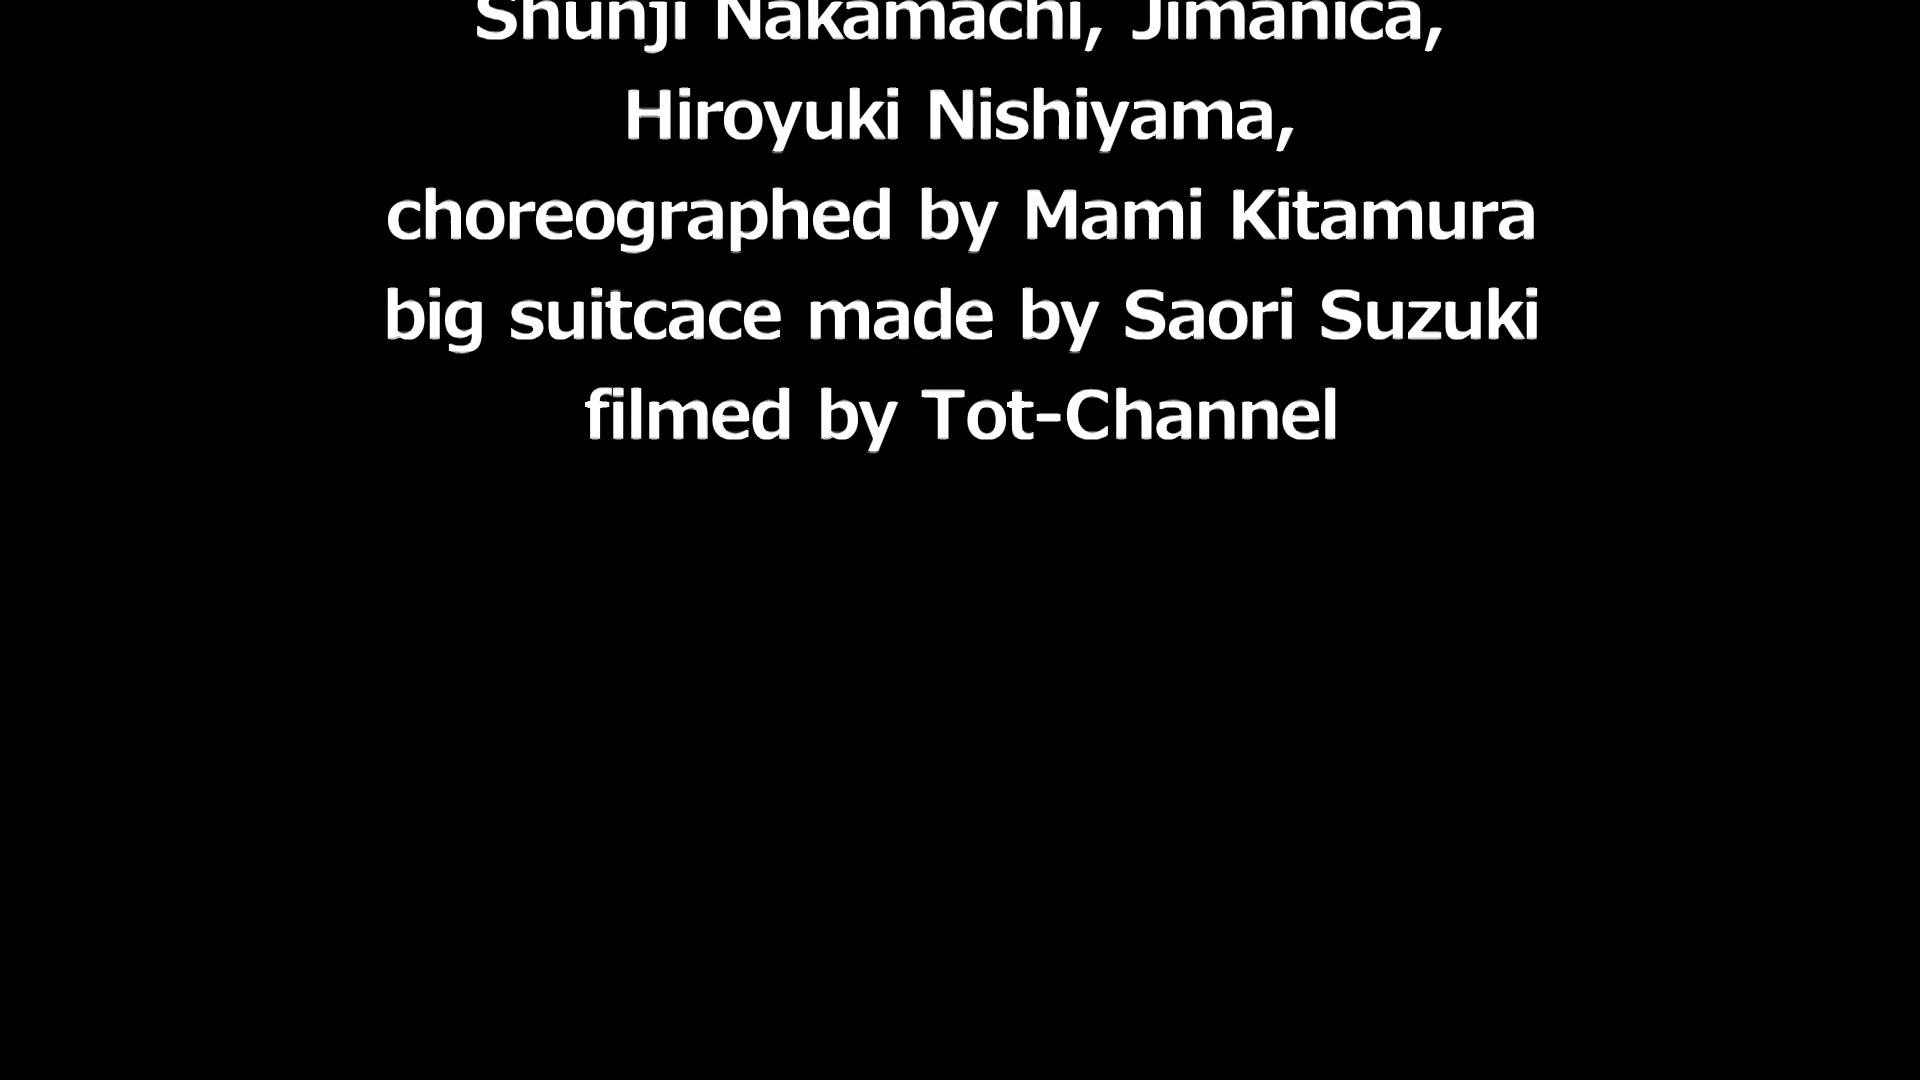 Shunji Nakamachi, Jimanica,
Hiroyuki Nishiyama,
choreographed by Mami Kitamura
big suitcace made by Saori Suzuki
filmed by Tot-Channel